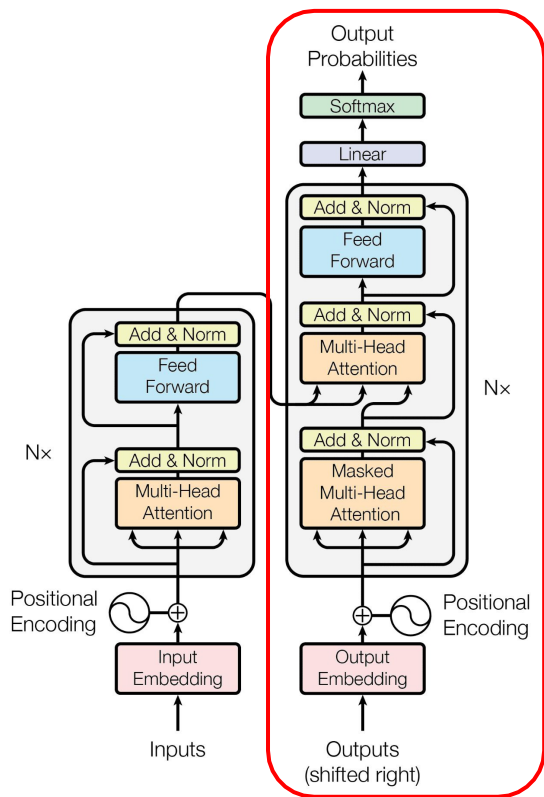 Output
Probabilities
Softmax
Linear
Add & Norm
Feed
Forward
Add & Norm
Multi-Head
Attention
Add & Norm
Masked
Multi-Head
Attention
N×
Positional
Encoding
Output
Embedding
Outputs
(shifted right)
Add & Norm
Feed
Forward
Add & Norm
Multi-Head
Attention
N×
Positional
Encoding
Input
Embedding
Inputs